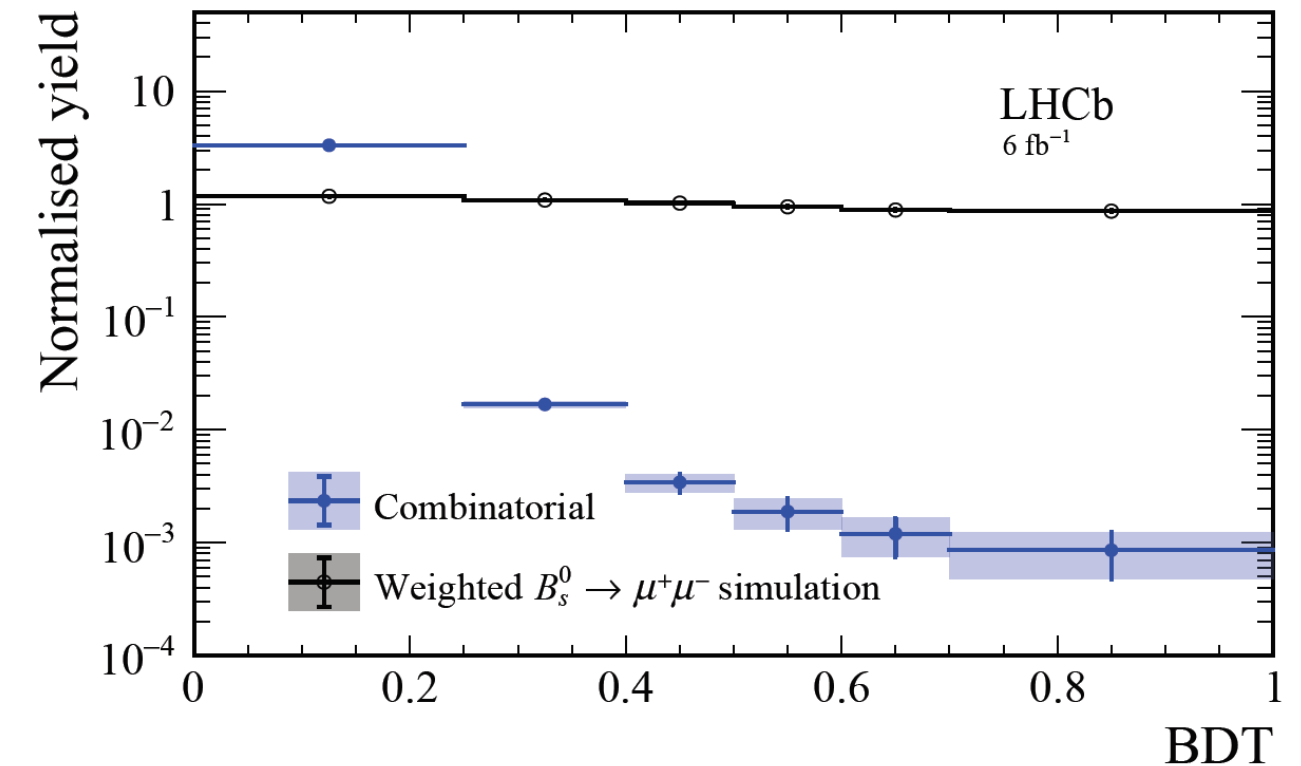 Normalised yield
10
1
10⁻¹
10⁻²
10⁻³
10⁻⁴
LHCb
6 fb⁻¹
Combinatorial
Weighted B⁰ₛ → μ⁺μ⁻ simulation
0 0.2 0.4 0.6 0.8 1
BDT